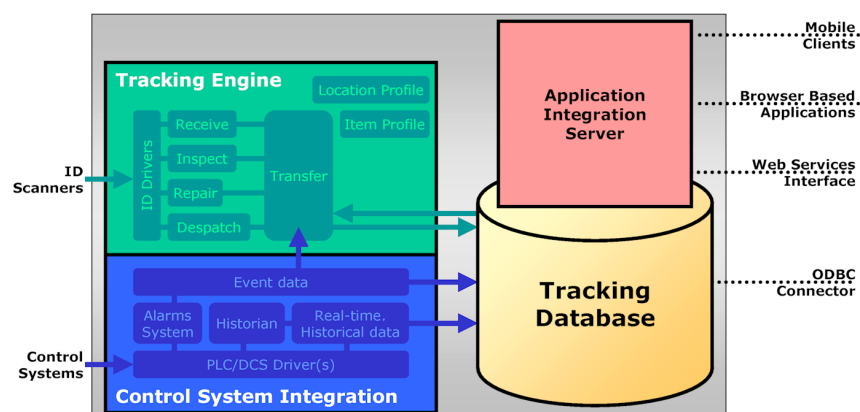 Tracking Engine
Location Profile
Item Profile
ID Drivers
Receive
Inspect
Repair
Despatch
Transfer
ID
Scanners
Event data
Alarms
System
Historian
Real-time.
Historical data
PLC/DCS Driver(s)
Control
Systems
Control System Integration
Application
Integration
Server
Tracking
Database
Mobile
Clients
Browser Based
Applications
Web Services
Interface
ODBC
Connector